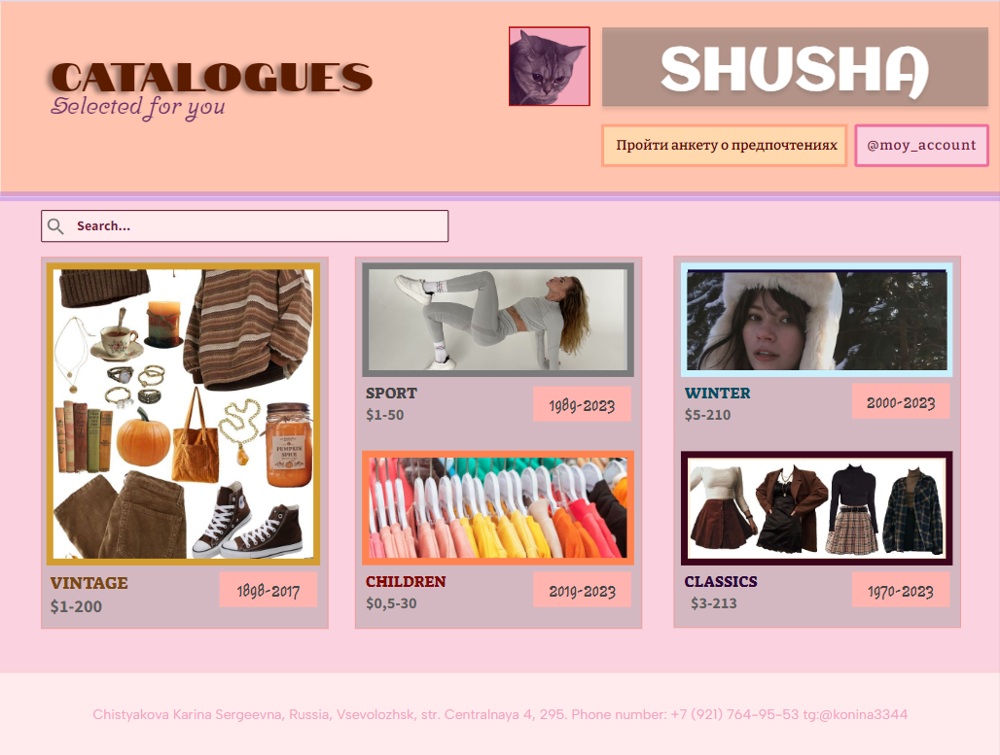 CATALOGUES
Selected for you
SHUSHA
Пройти анкету о предпочтениях
@moy_account
Search...
VINTAGE
$1-200
1898-2017
SPORT
$1-50
1989-2023
WINTER
$5-210
2000-2023
CHILDREN
$0,5-30
2019-2023
CLASSICS
$3-213
1970-2023
PUMPKIN
SPICE
Chistyakova Karina Sergeevna, Russia, Vsevolozhsk, str. Centralnaya 4, 295. Phone number: +7 (921) 764-95-53 tg:@konina3344